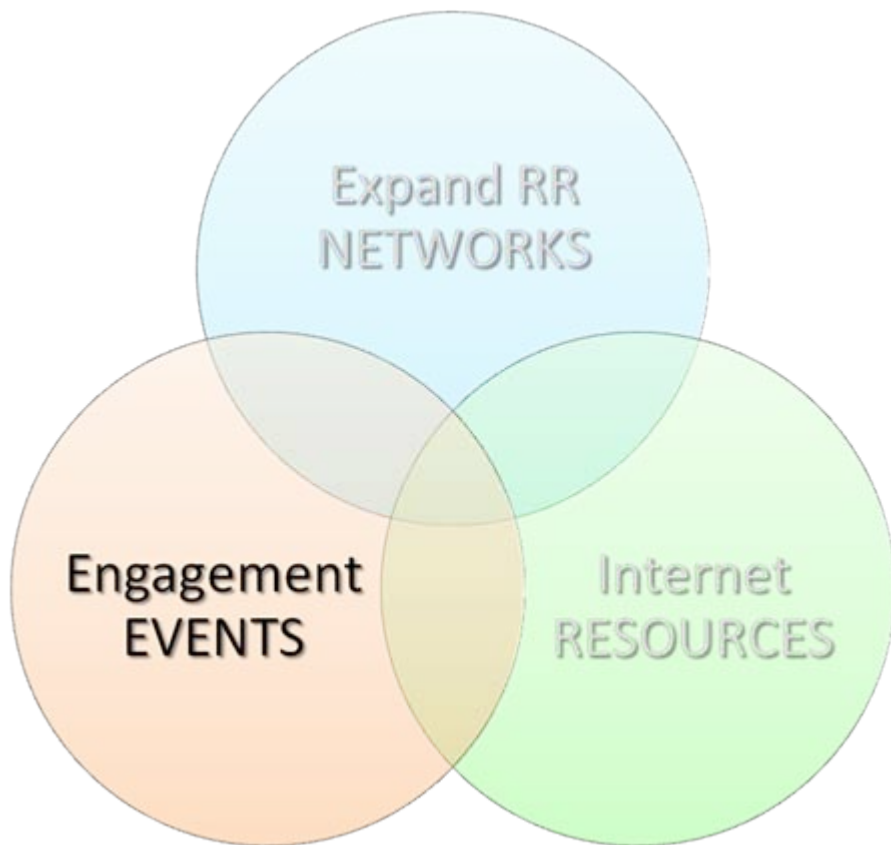 Expand RR
NETWORKS
Engagement
EVENTS
Internet
RESOURCES